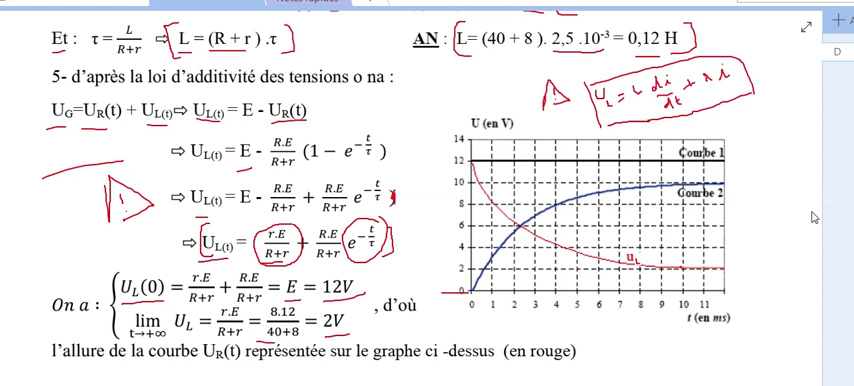 Notes rapides
Et : τ = L/(R+r) ⇨ L = (R + r ) .τ
AN : L= (40 + 8 ). 2,5 .10⁻³ = 0,12 H
5- d'après la loi d'additivité des tensions o na :
U_L = L di/dt + r i
U_G=U_R(t) + U_L(t)⇨ U_L(t) = E - U_R(t)
⇨ U_L(t) = E - R.E/(R+r) (1 − e^(−t/τ) )
⇨ U_L(t) = E - R.E/(R+r) + R.E/(R+r) e^(−t/τ) )
⇨ U_L(t) = r.E/(R+r) + R.E/(R+r) e^(−t/τ)
On a : { U_L(0) = r.E/(R+r) + R.E/(R+r) = E = 12V
lim t→+∞ U_L = r.E/(R+r) = 8.12/(40+8) = 2V , d'où
l'allure de la courbe U_R(t) représentée sur le graphe ci -dessus (en rouge)
U (en V)
14
12
10
8
6
4
2
0
Courbe 1
Courbe 2
u_L
0 1 2 3 4 5 6 7 8 9 10 11
t (en ms)
D